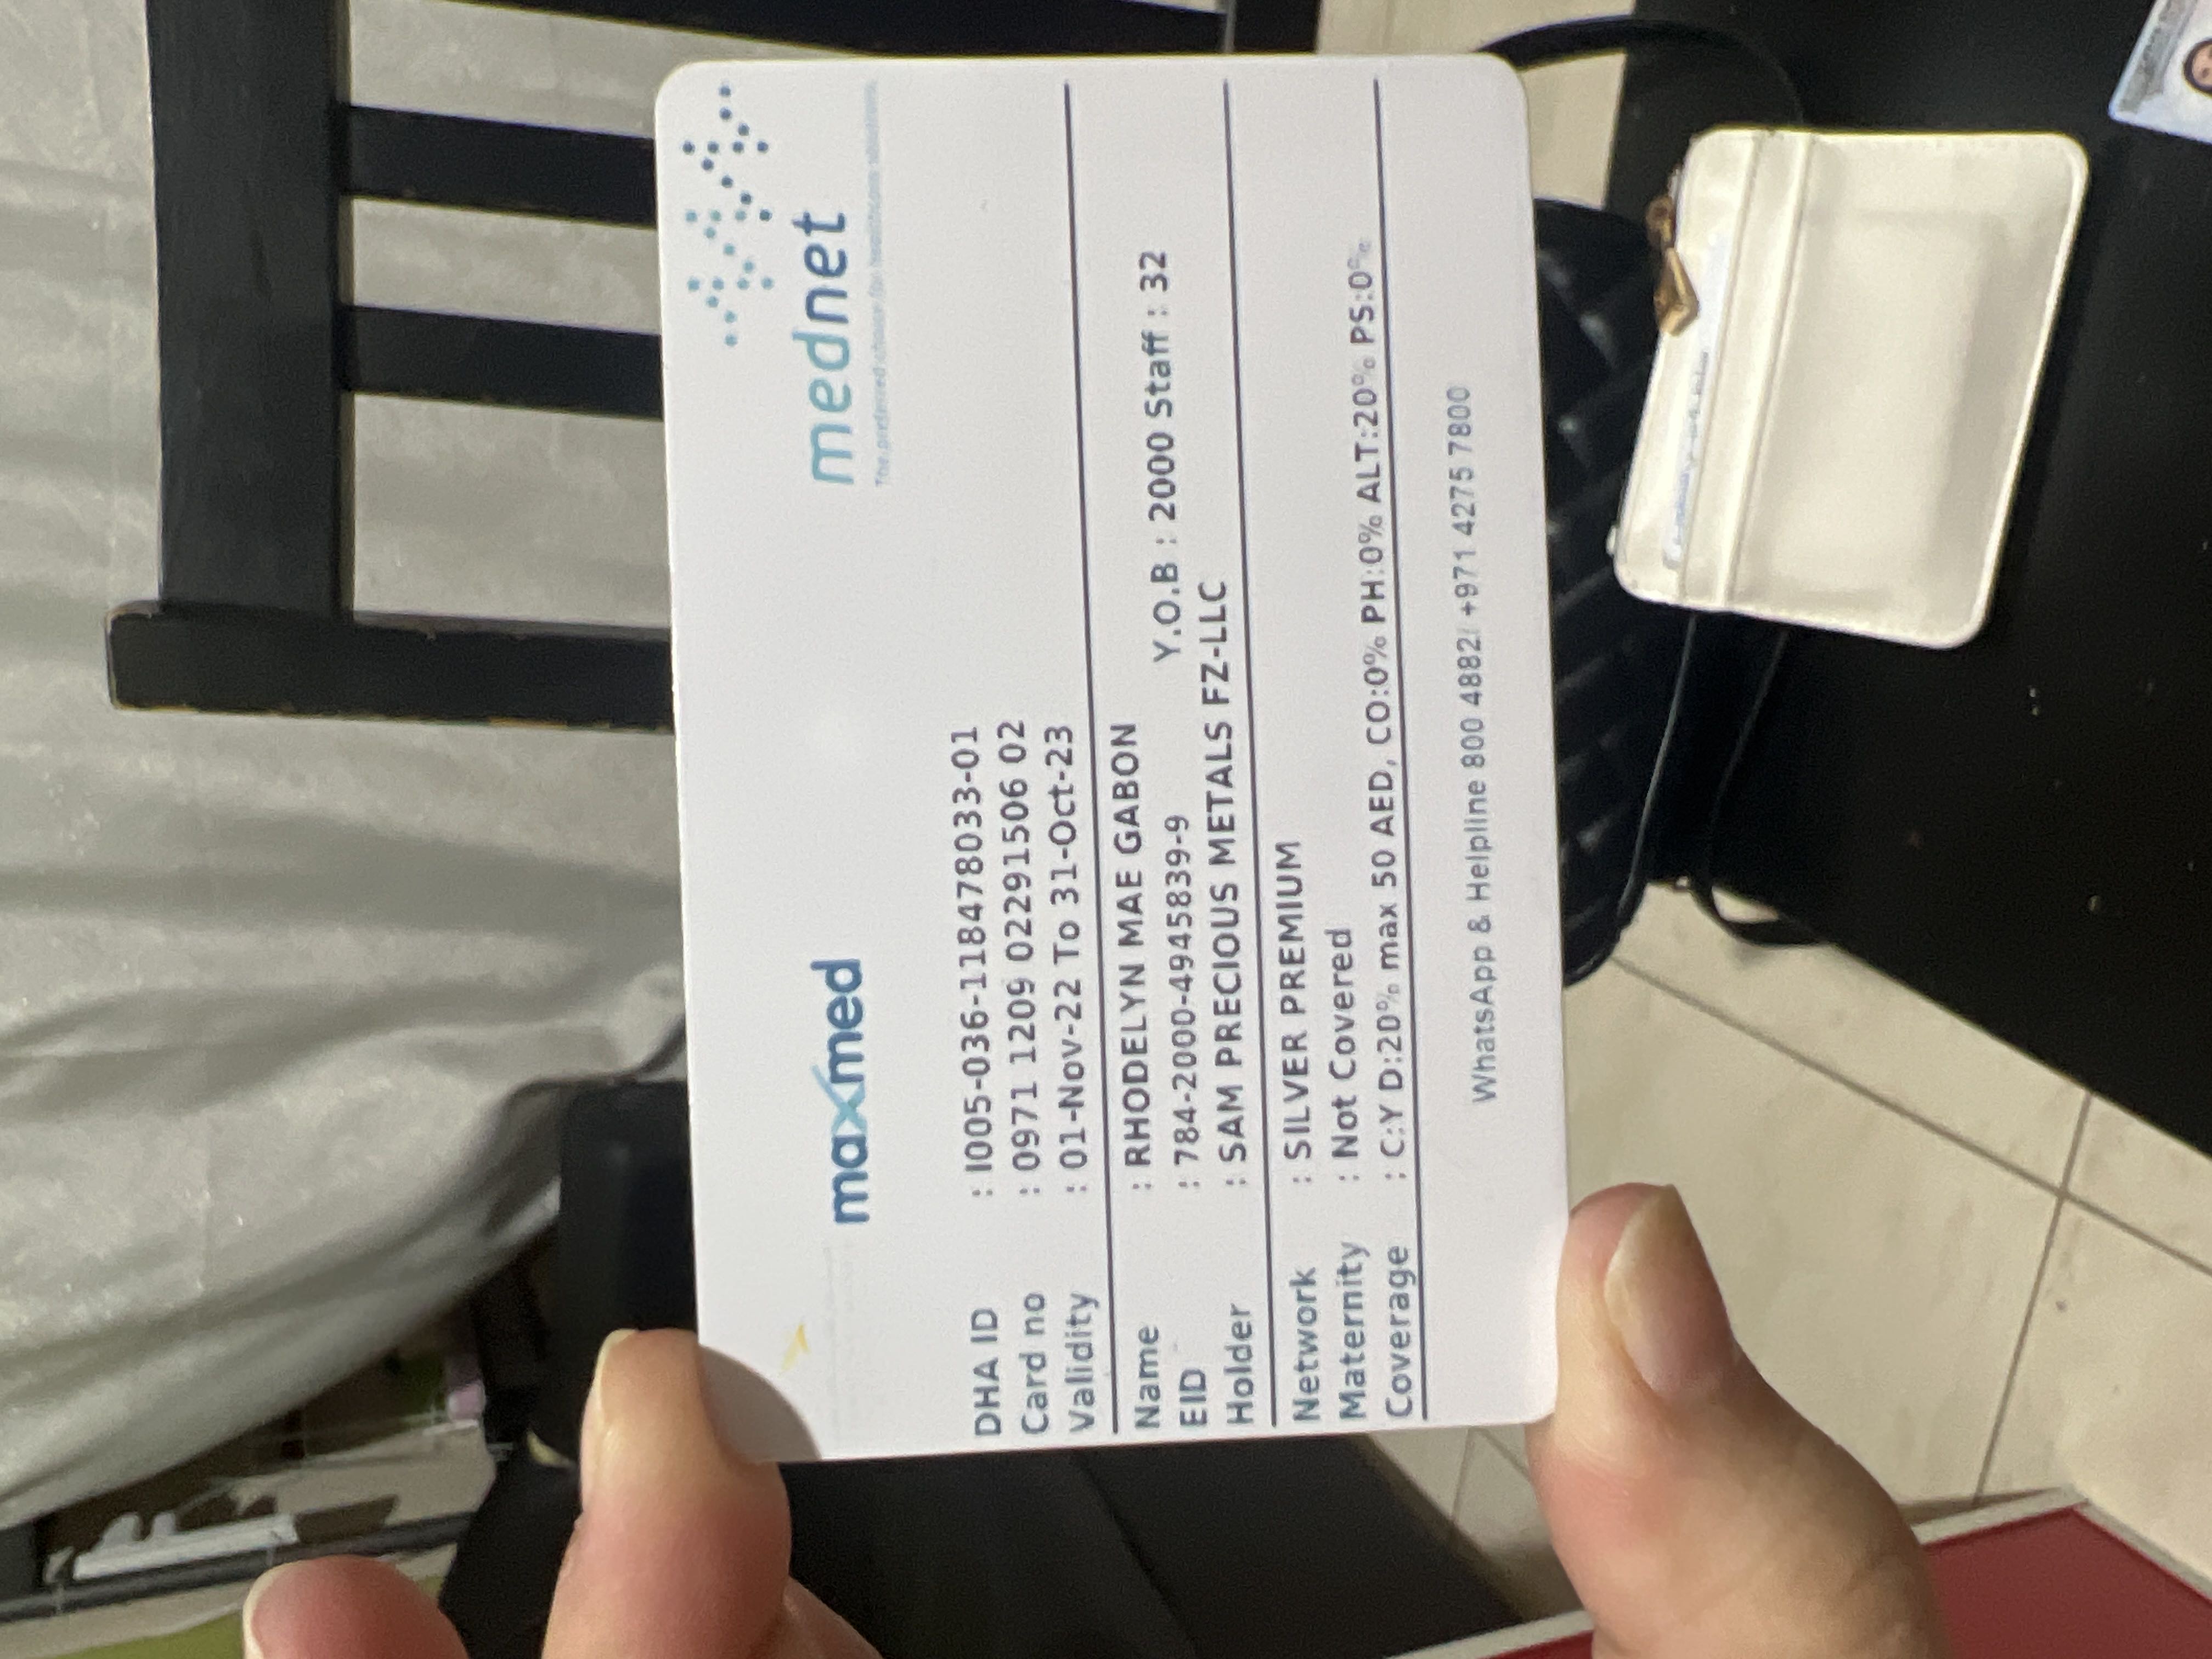 maxmed
mednet
The preferred choice for healthcare solutions.
DHA ID : I005-036-118478033-01
Card no : 0971 1209 02291506 02
Validity : 01-Nov-22 To 31-Oct-23
Name : RHODELYN MAE GABON
EID : 784-2000-4945839-9 Y.O.B : 2000 Staff : 32
Holder : SAM PRECIOUS METALS FZ-LLC
Network : SILVER PREMIUM
Maternity : Not Covered
Coverage : C:Y D:20% max 50 AED, CO:0% PH:0% ALT:20% PS:0%
WhatsApp & Helpline 800 4882/ +971 4275 7800